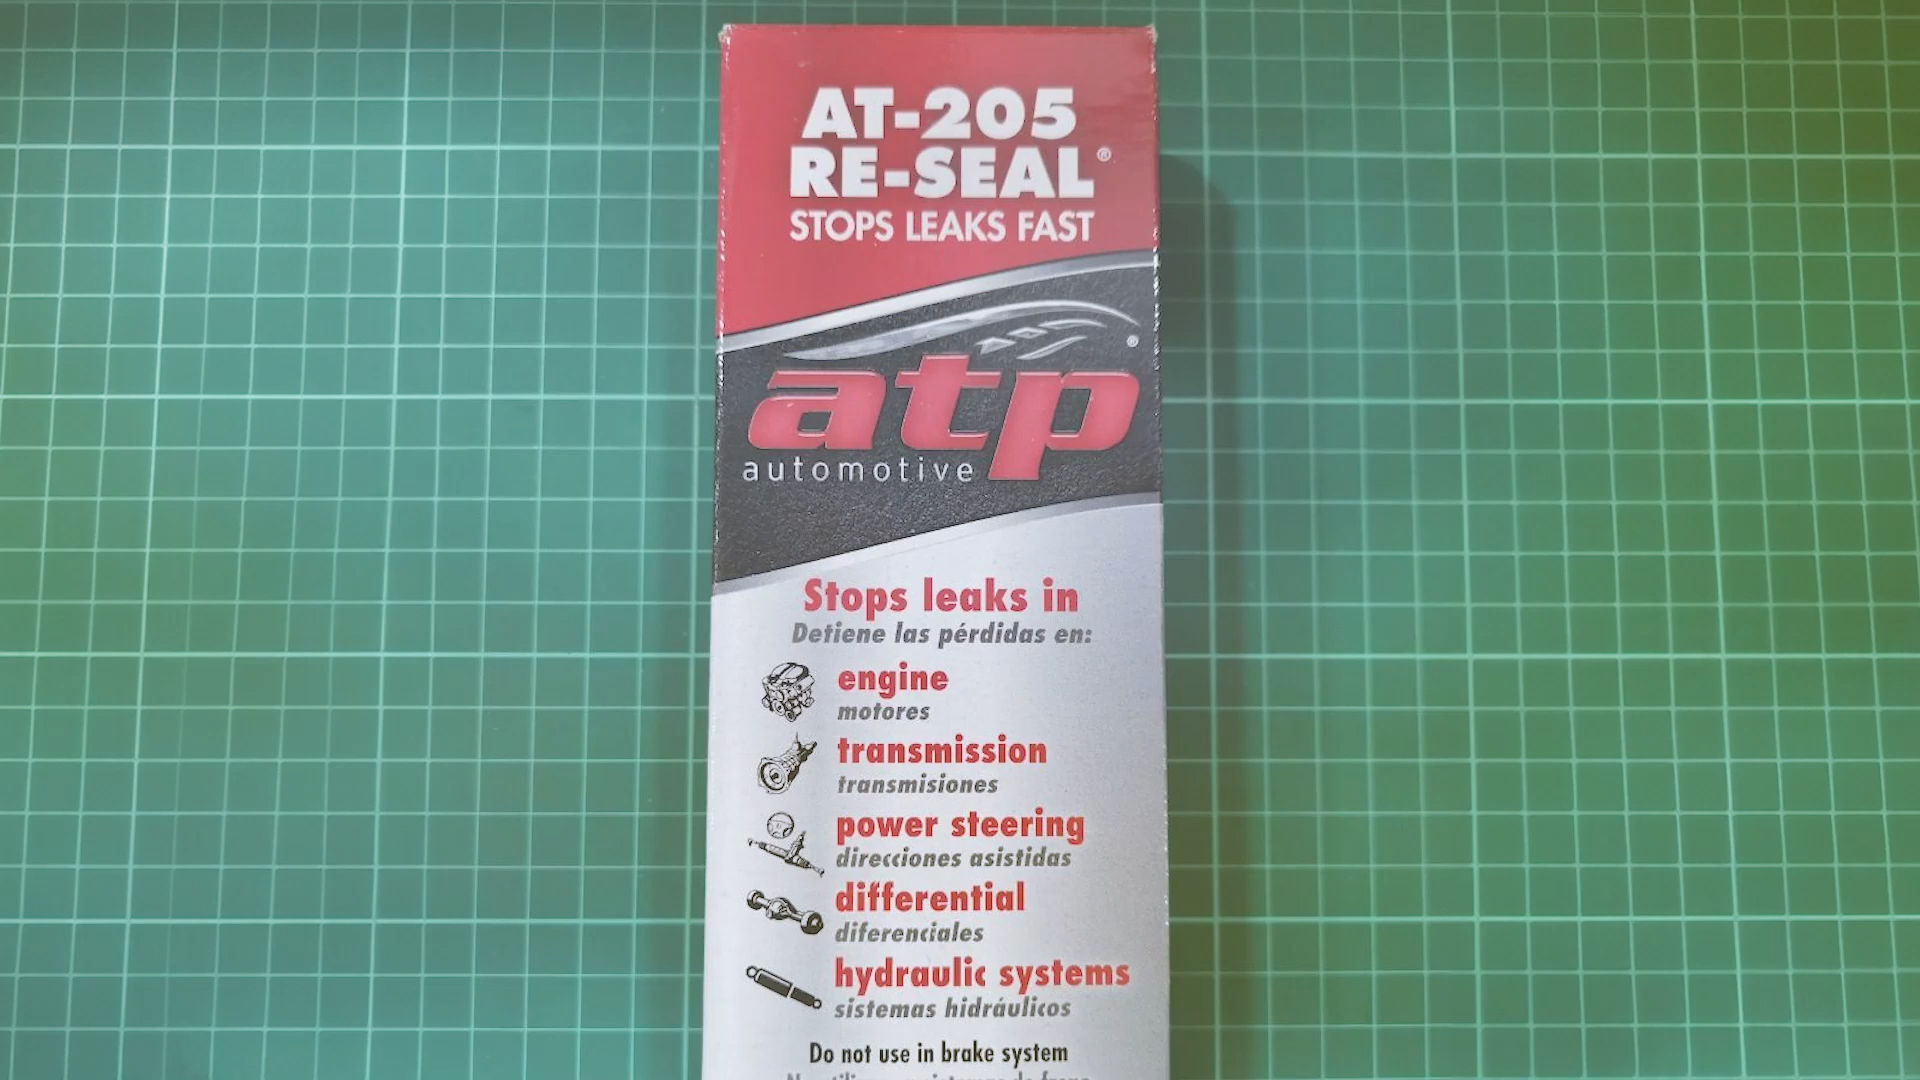 AT-205
RE-SEAL®
STOPS LEAKS FAST
®
atp
automotive
Stops leaks in
Detiene las pérdidas en:
engine
motores
transmission
transmisiones
power steering
direcciones asistidas
differential
diferenciales
hydraulic systems
sistemas hidráulicos
Do not use in brake system